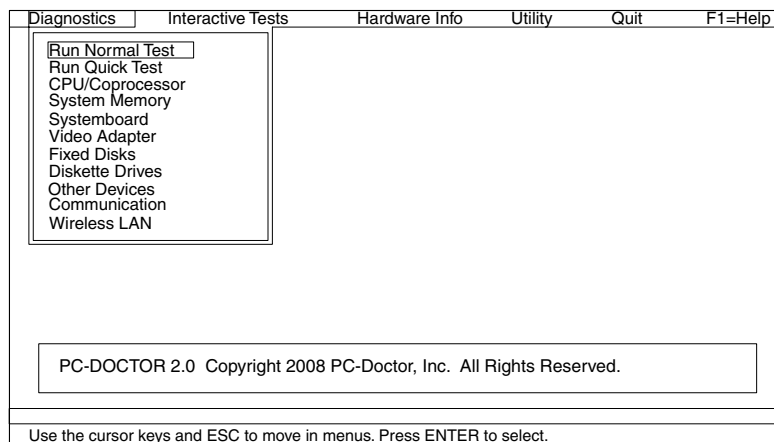 Diagnostics Interactive Tests Hardware Info Utility Quit F1=Help
Run Normal Test
Run Quick Test
CPU/Coprocessor
System Memory
Systemboard
Video Adapter
Fixed Disks
Diskette Drives
Other Devices
Communication
Wireless LAN
PC-DOCTOR 2.0 Copyright 2008 PC-Doctor, Inc. All Rights Reserved.
Use the cursor keys and ESC to move in menus. Press ENTER to select.